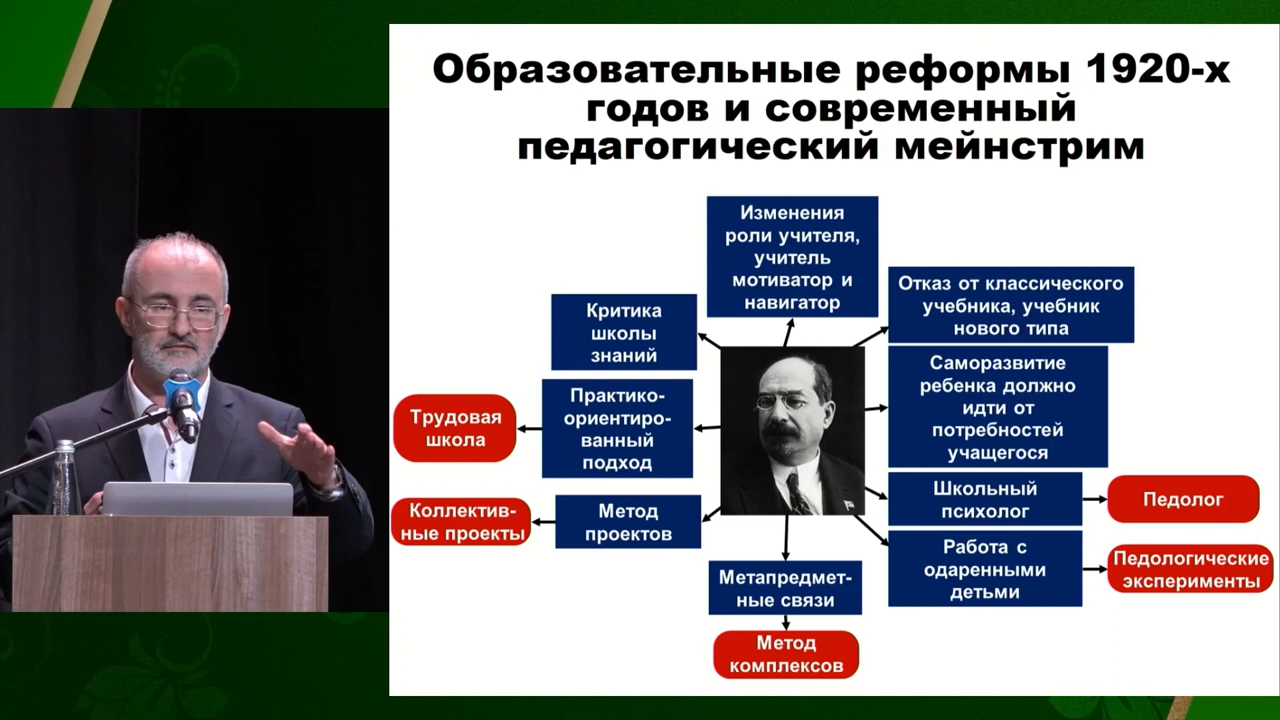 Образовательные реформы 1920-х
годов и современный
педагогический мейнстрим
Изменения
роли учителя,
учитель
мотиватор и
навигатор
Отказ от классического
учебника, учебник
нового типа
Критика
школы
знаний
Саморазвитие
ребенка должно
идти от
потребностей
учащегося
Практико-
ориентиро-
ванный
подход
Трудовая
школа
Школьный
психолог
Педолог
Метод
проектов
Коллектив-
ные проекты
Работа с
одаренными
детьми
Педологические
эксперименты
Метапредмет-
ные связи
Метод
комплексов